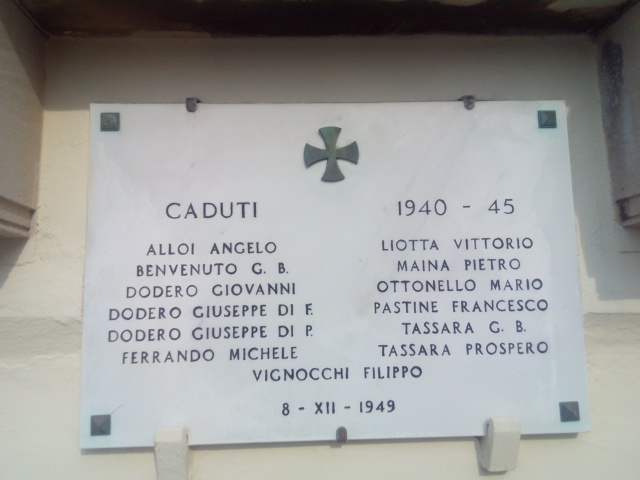 CADUTI 1940 - 45
ALLOI ANGELO
BENVENUTO G. B.
DODERO GIOVANNI
DODERO GIUSEPPE DI F.
DODERO GIUSEPPE DI P.
FERRANDO MICHELE
LIOTTA VITTORIO
MAINA PIETRO
OTTONELLO MARIO
PASTINE FRANCESCO
TASSARA G. B.
TASSARA PROSPERO
VIGNOCCHI FILIPPO
8 - XII - 1949